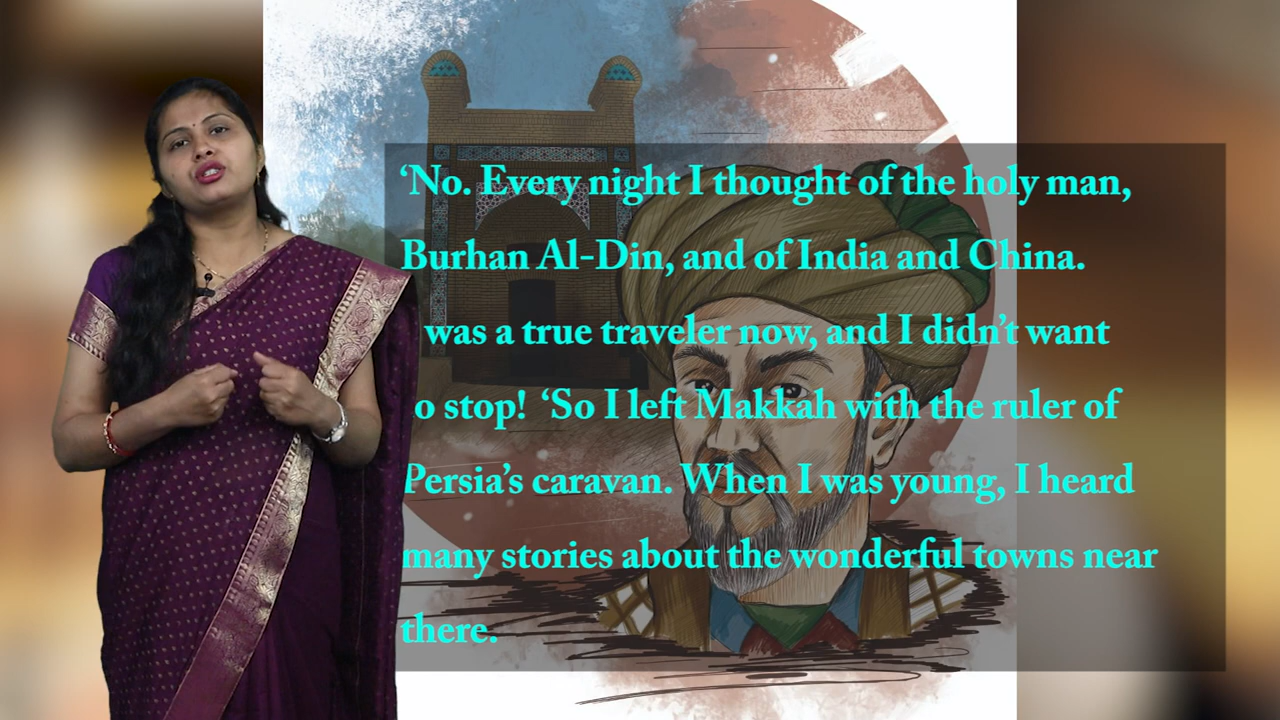 ‘No. Every night I thought of the holy man,
Burhan Al-Din, and of India and China.
was a true traveler now, and I didn’t want
o stop! ‘So I left Makkah with the ruler of
Persia’s caravan. When I was young, I heard
many stories about the wonderful towns near
there.